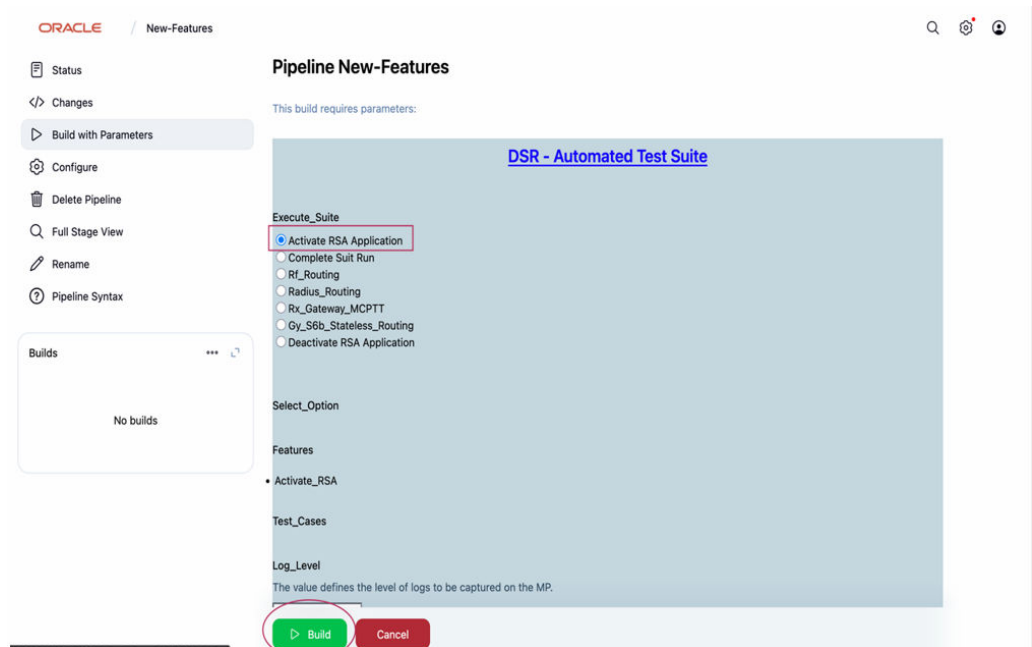 ORACLE / New-Features
Status
Changes
Build with Parameters
Configure
Delete Pipeline
Full Stage View
Rename
Pipeline Syntax
Builds
No builds
Pipeline New-Features
This build requires parameters:
DSR - Automated Test Suite
Execute_Suite
Activate RSA Application
Complete Suit Run
Rf_Routing
Radius_Routing
Rx_Gateway_MCPTT
Gy_S6b_Stateless_Routing
Deactivate RSA Application
Select_Option
Features
Activate_RSA
Test_Cases
Log_Level
The value defines the level of logs to be captured on the MP.
Build
Cancel